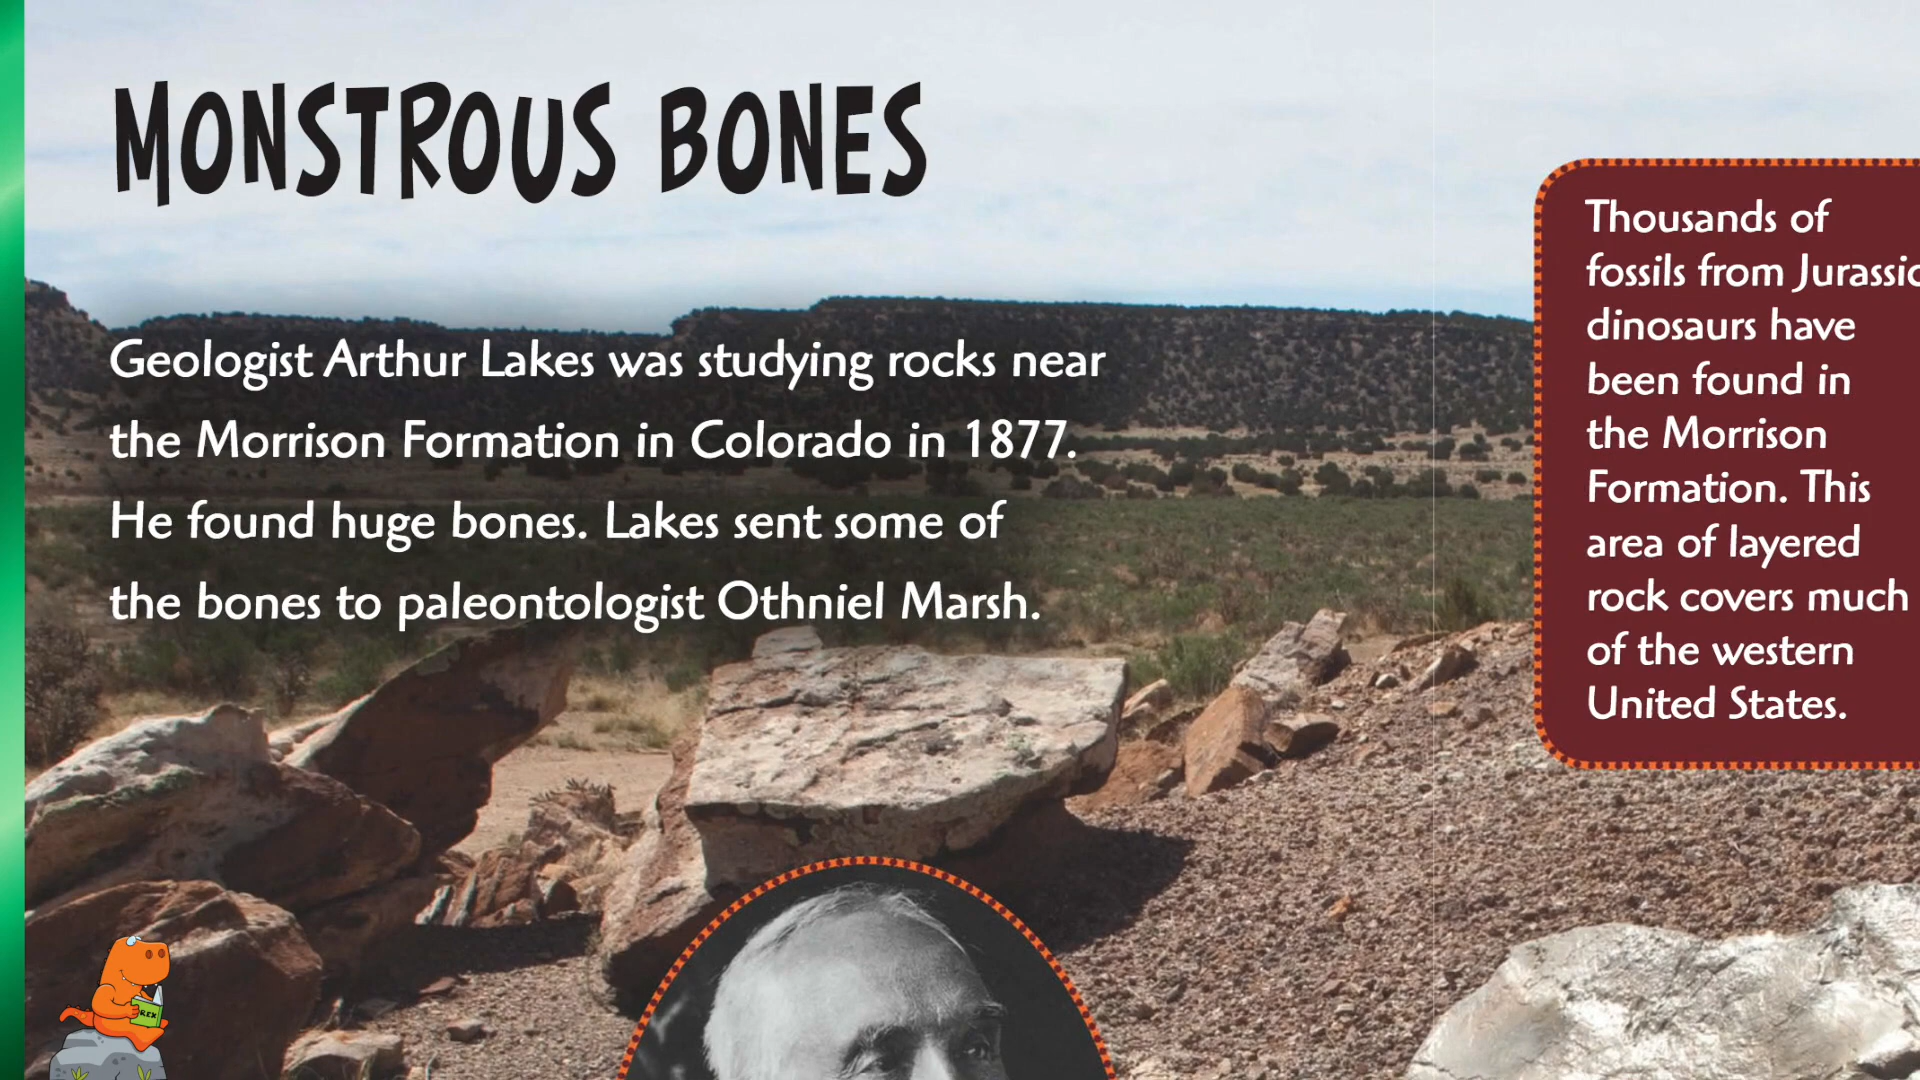 MONSTROUS BONES
Geologist Arthur Lakes was studying rocks near
the Morrison Formation in Colorado in 1877.
He found huge bones. Lakes sent some of
the bones to paleontologist Othniel Marsh.
Thousands of
fossils from Jurassic
dinosaurs have
been found in
the Morrison
Formation. This
area of layered
rock covers much
of the western
United States.
REX